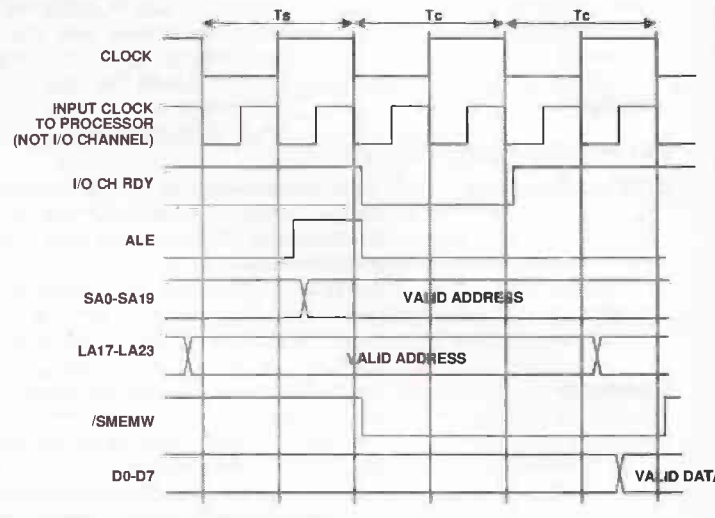 Ts Tc Tc
CLOCK
INPUT CLOCK
TO PROCESSOR
(NOT I/O CHANNEL)
I/O CH RDY
ALE
SA0-SA19 VALID ADDRESS
LA17-LA23 VALID ADDRESS
/SMEMW
D0-D7 VALID DATA